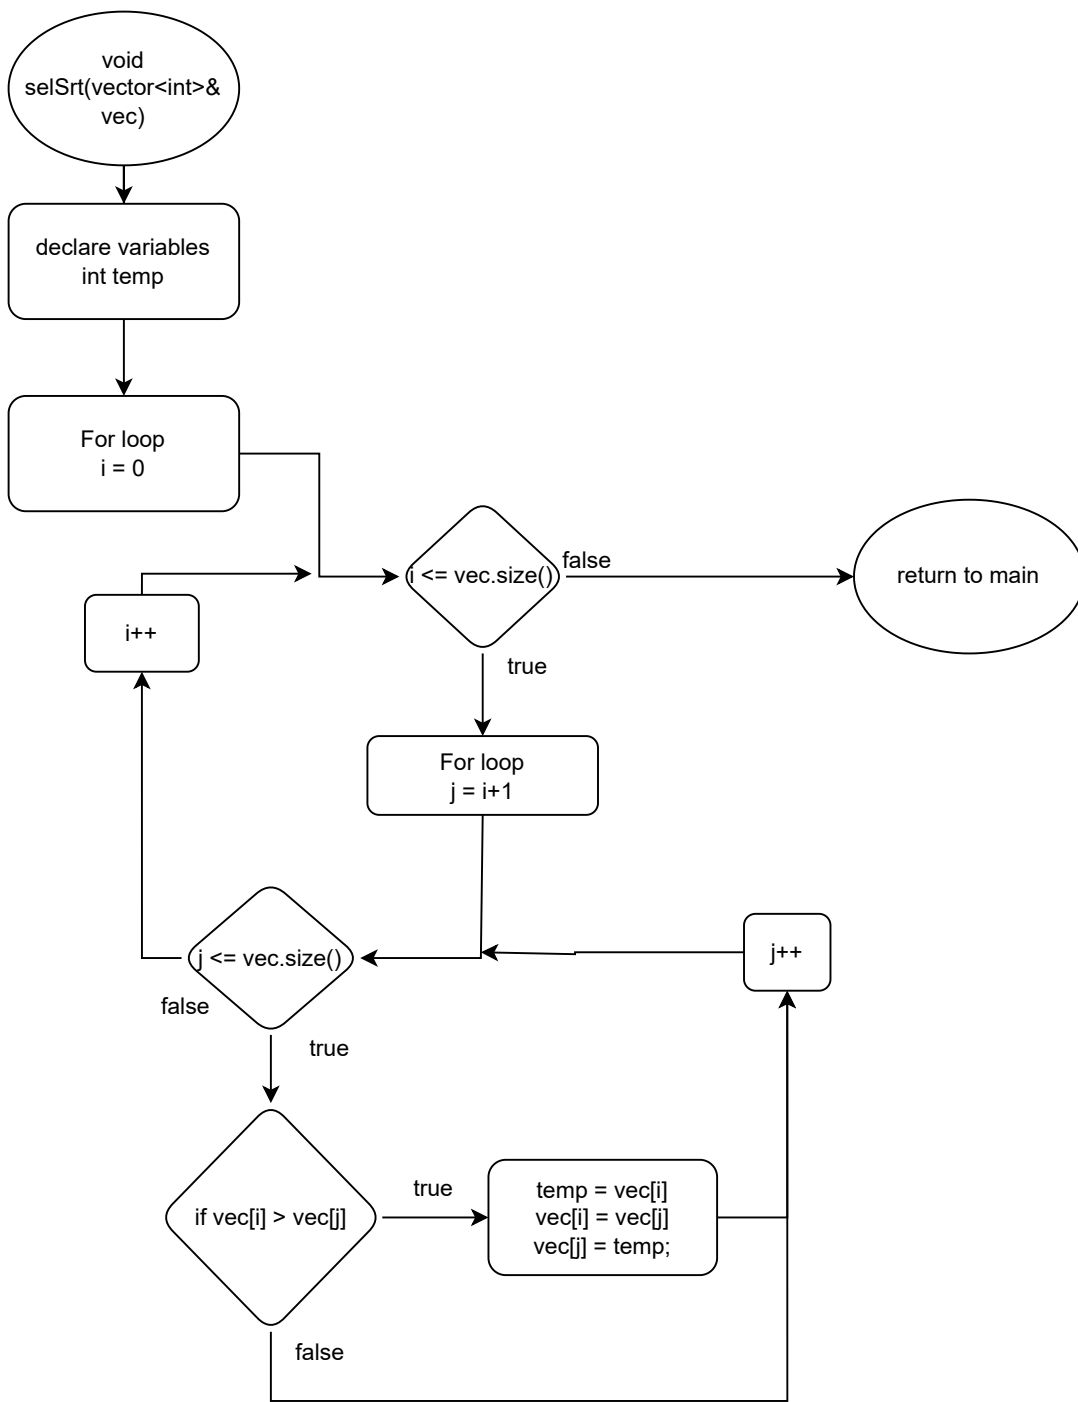 void
selSrt(vector<int>&
vec)
declare variables
int temp
For loop
i = 0
i <= vec.size()
false
return to main
i++
true
For loop
j = i+1
j <= vec.size()
false
true
j++
if vec[i] > vec[j]
true
temp = vec[i]
vec[i] = vec[j]
vec[j] = temp;
false